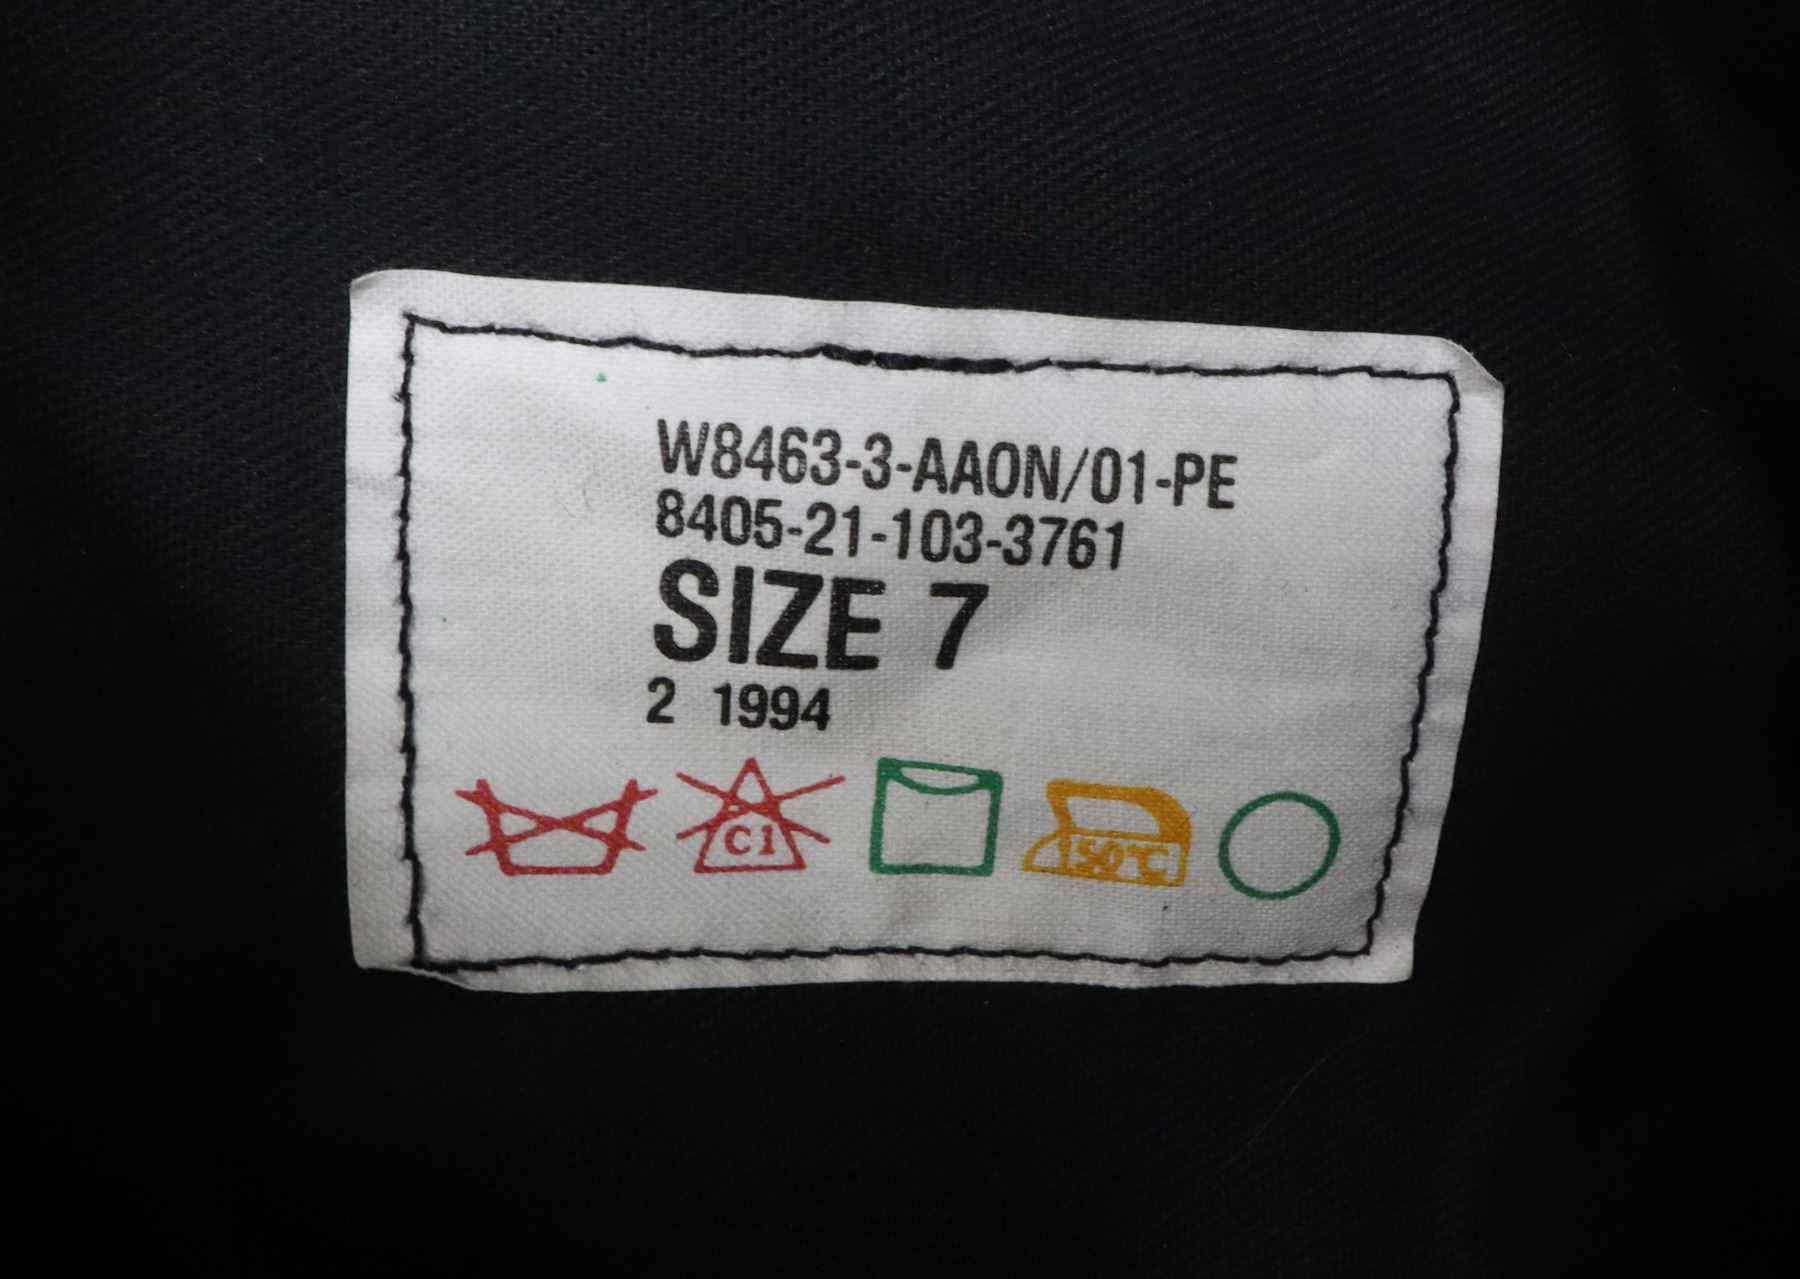 W8463-3-AAON/01-PE
8405-21-103-3761
SIZE 7
2 1994
C1 150°C